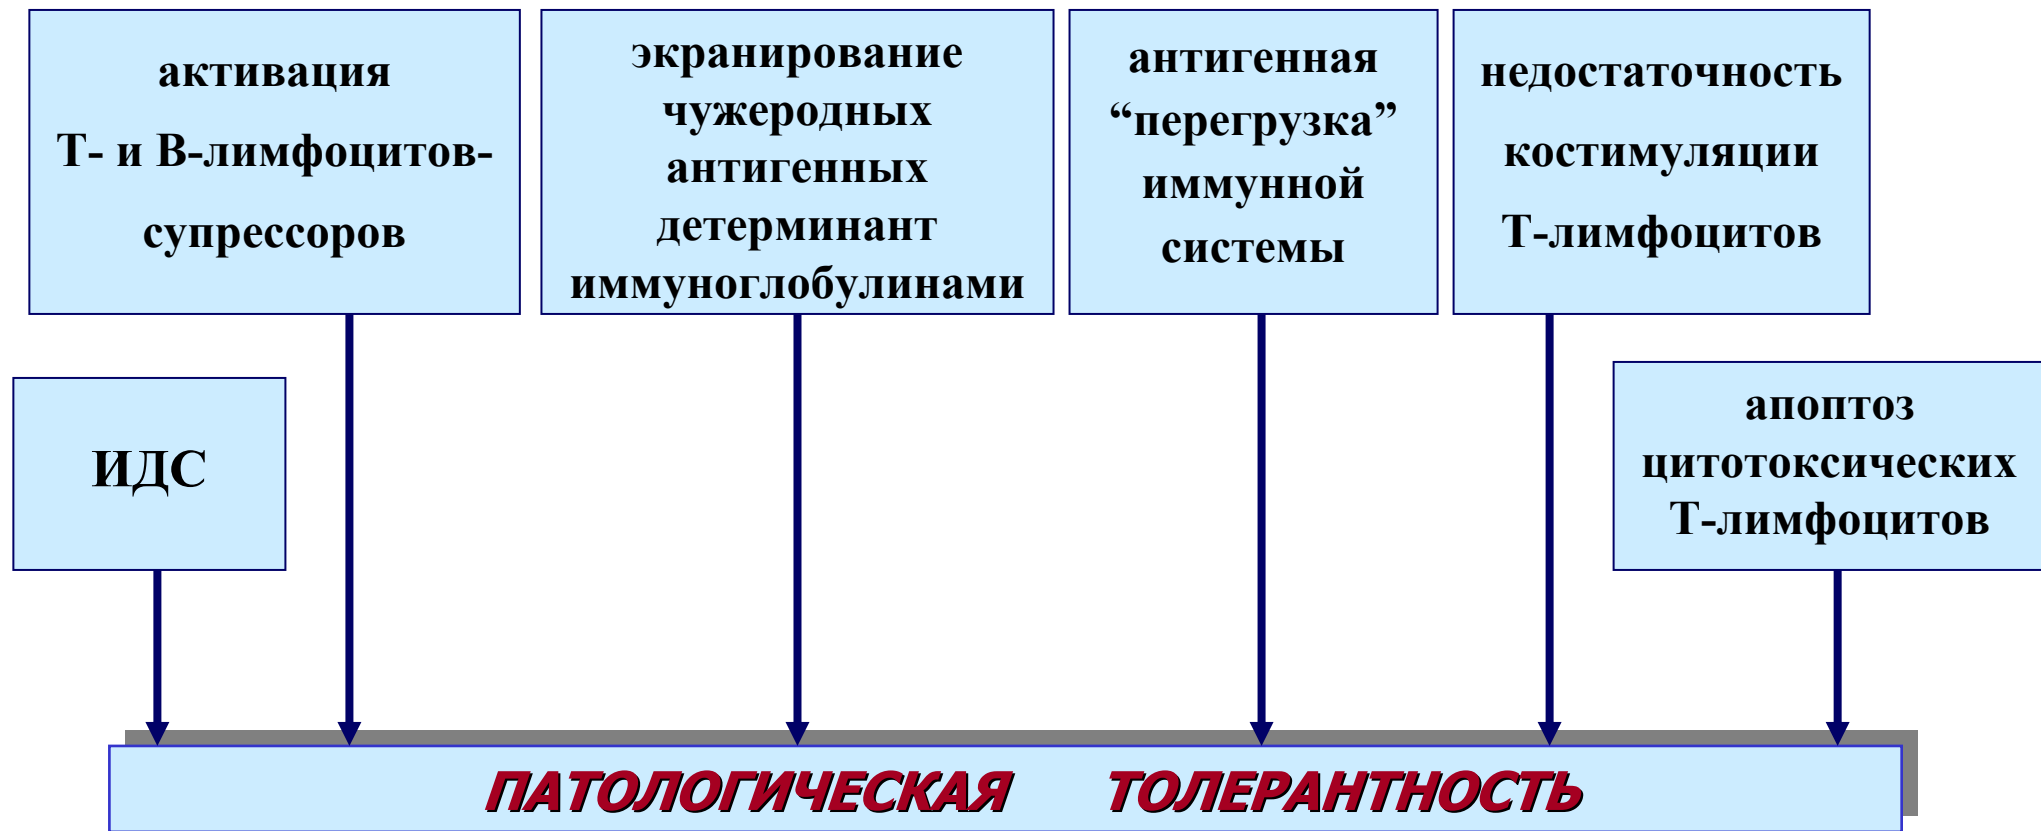 активация
Т- и В-лимфоцитов-
супрессоров
экранирование
чужеродных
антигенных
детерминант
иммуноглобулинами
антигенная
“перегрузка”
иммунной
системы
недостаточность
костимуляции
Т-лимфоцитов
ИДС
апоптоз
цитотоксических
Т-лимфоцитов
ПАТОЛОГИЧЕСКАЯ ТОЛЕРАНТНОСТЬ